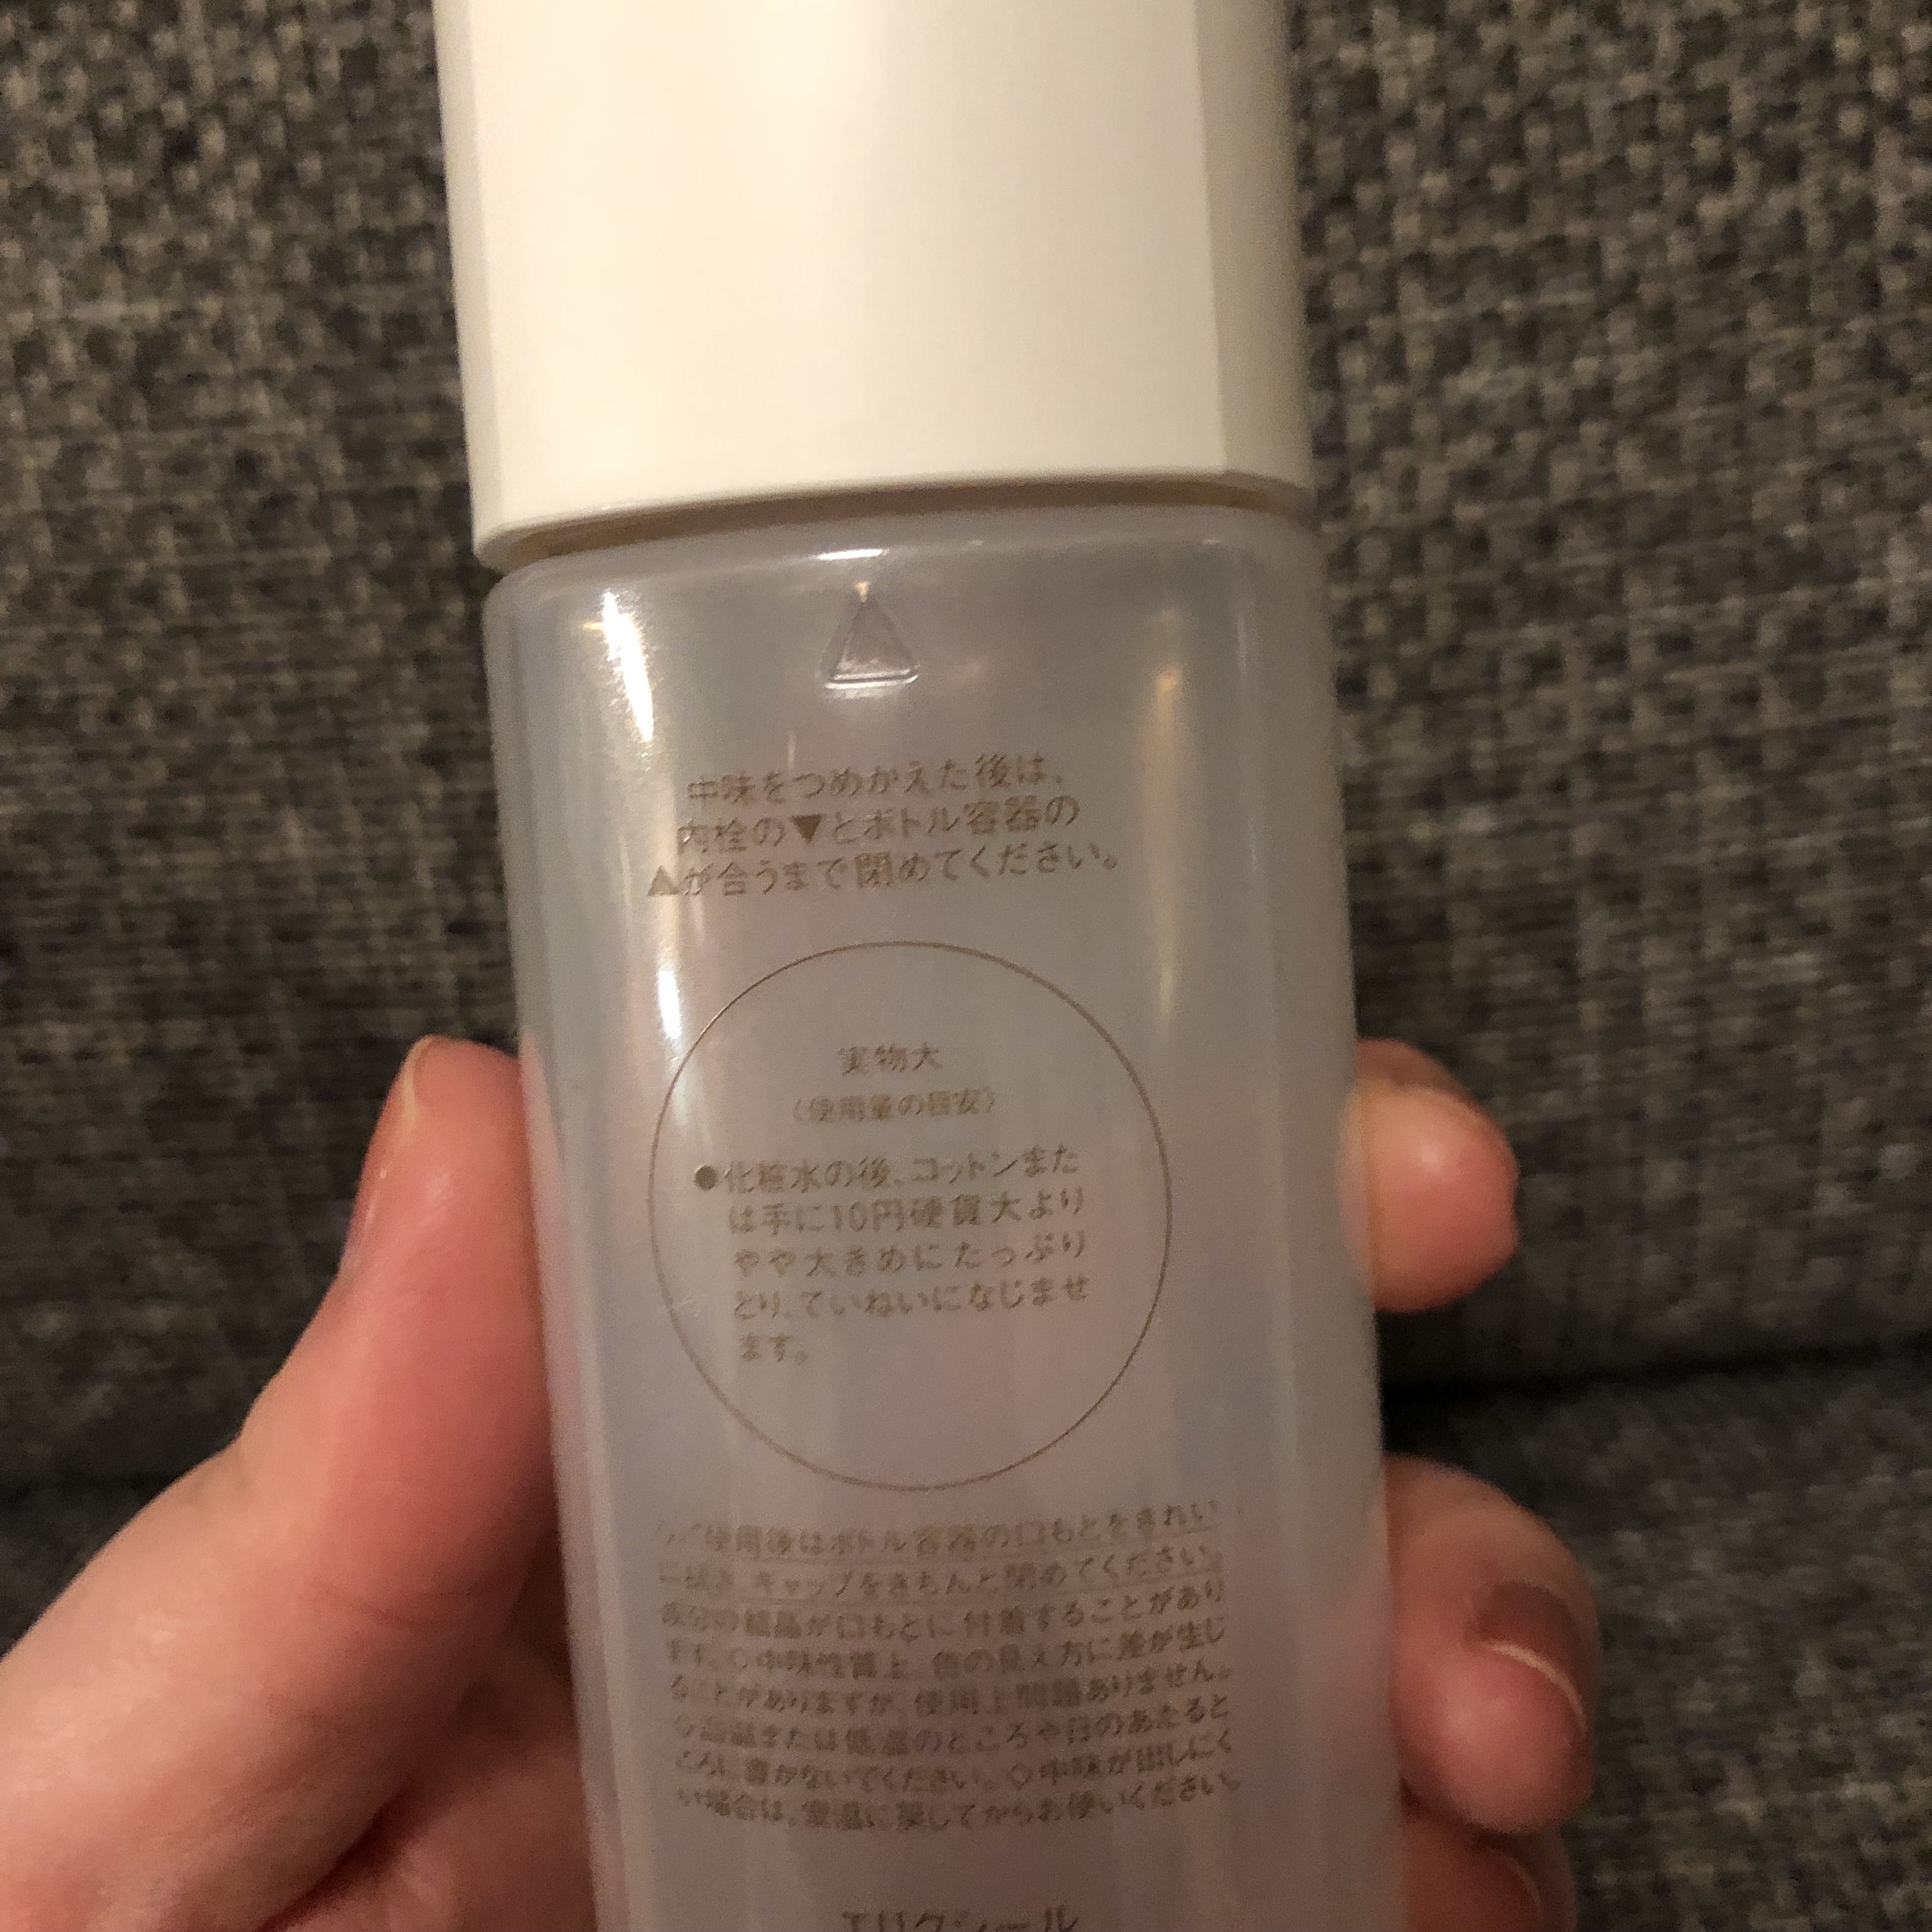 中味をつめかえた後は、
内栓の▼とボトル容器の
▲が合うまで閉めてください。
実物大
〈使用量の目安〉
●化粧水の後、コットンまた
は手に10円硬貨大より
やや大きめにたっぷり
とり、ていねいになじませ
ます。
◇ご使用後はボトル容器の口もとをきれい
に拭き、キャップをきちんと閉めてください。
成分の結晶が口もとに付着することがあり
ます。◇中味性質上、色の見え方に差が生じ
ることがありますが、使用上問題ありません。
◇高温または低温のところや日のあたると
ころに置かないでください。◇中味が出しにく
い場合は、室温に戻してからお使いください。
エリクシール